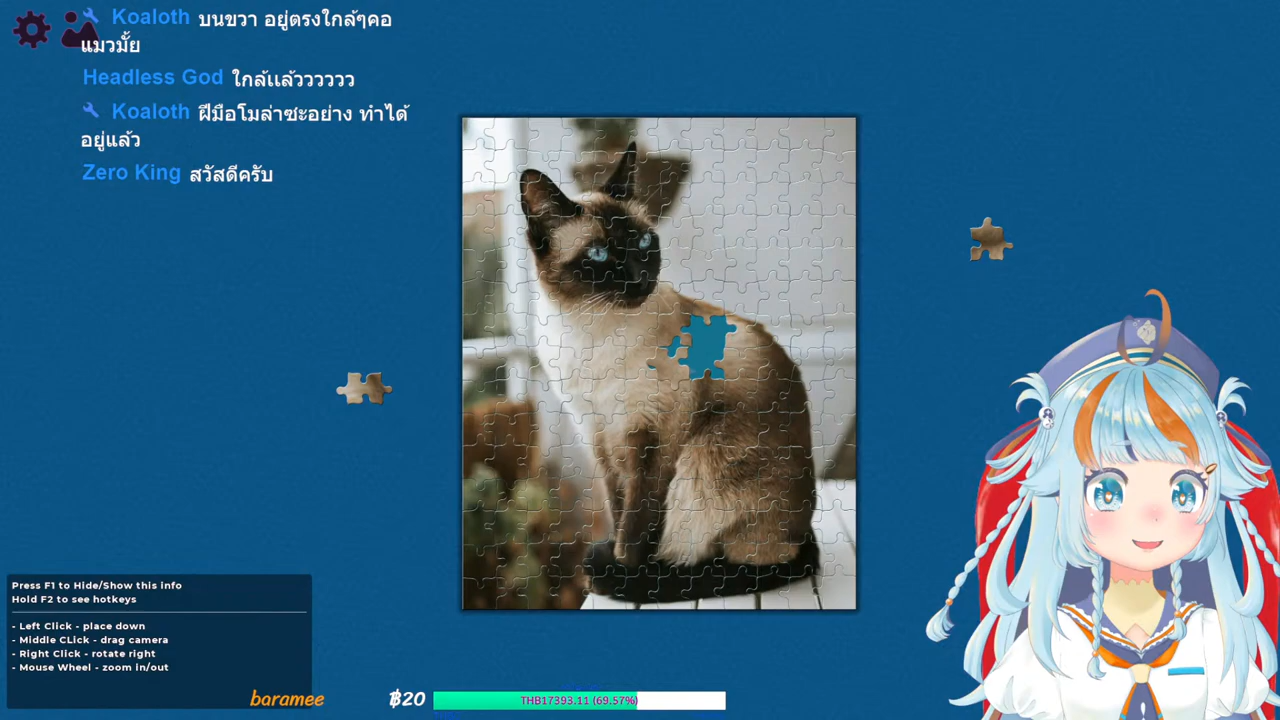 Koaloth บนขวา อยู่ตรงใกล้ๆคอ
แมวมั้ย
Headless God ใกล้แล้วววววว
Koaloth ฝีมือโมล่าซะอย่าง ทำได้
อยู่แล้ว
Zero King สวัสดีครับ
Press F1 to Hide/Show this info
Hold F2 to see hotkeys
- Left Click - place down
- Middle CLick - drag camera
- Right Click - rotate right
- Mouse Wheel - zoom in/out
baramee ฿20
THB17393.11 (69.57%)